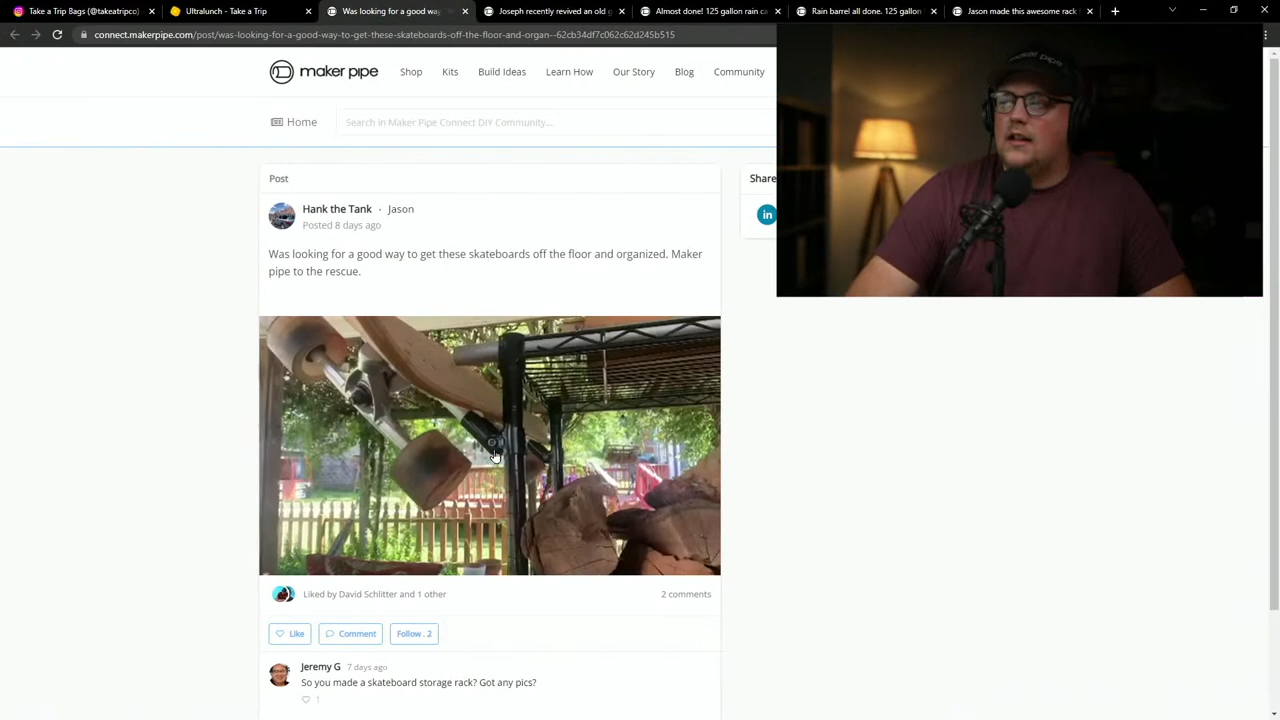 Take a Trip Bags (@takeatripco)
Ultralunch - Take a Trip
Was looking for a good way
Joseph recently revived an old g
Almost done! 125 gallon rain ca
Rain barrel all done. 125 gallon
Jason made this awesome rack f
connect.makerpipe.com/post/was-looking-for-a-good-way-to-get-these-skateboards-off-the-floor-and-organ--62cb34df7c062c62d245b515
maker pipe
Shop
Kits
Build Ideas
Learn How
Our Story
Blog
Community
Home
Search in Maker Pipe Connect DIY Community...
Post
Share
Hank the Tank · Jason
Posted 8 days ago
in
Was looking for a good way to get these skateboards off the floor and organized. Maker
pipe to the rescue.
Liked by David Schlitter and 1 other
2 comments
Like
Comment
Follow . 2
Jeremy G 7 days ago
So you made a skateboard storage rack? Got any pics?
1